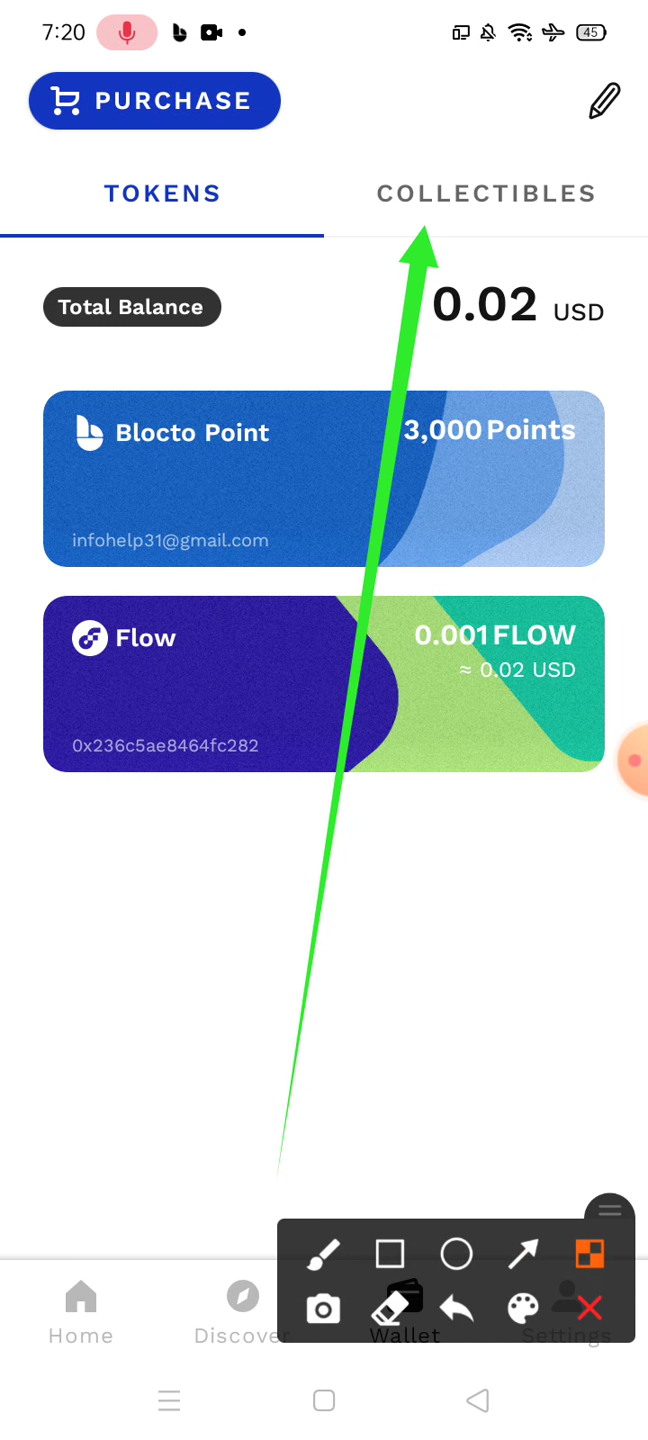 7:20
45
PURCHASE
TOKENS
COLLECTIBLES
Total Balance
0.02 USD
Blocto Point
3,000 Points
infohelp31@gmail.com
Flow
0.001 FLOW
≈ 0.02 USD
0x236c5ae8464fc282
Home
Discover
Wallet
Settings